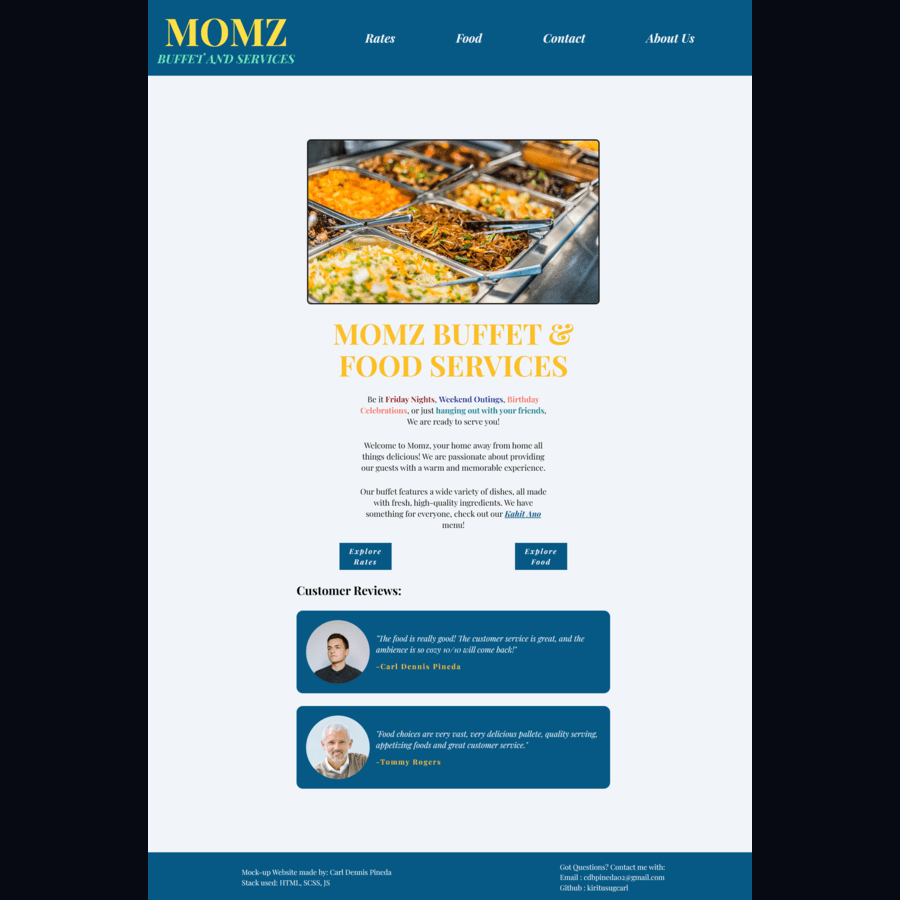 MOMZ
BUFFET AND SERVICES
Rates
Food
Contact
About Us
MOMZ BUFFET &
FOOD SERVICES
Be it Friday Nights, Weekend Outings, Birthday
Celebrations, or just hanging out with your friends,
We are ready to serve you!
Welcome to Momz, your home away from home all
things delicious! We are passionate about providing
our guests with a warm and memorable experience.
Our buffet features a wide variety of dishes, all made
with fresh, high-quality ingredients. We have
something for everyone, check out our Kahit Ano
menu!
Explore
Rates
Explore
Food
Customer Reviews:
"The food is really good! The customer service is great, and the
ambience is so cozy 10/10 will come back!"
-Carl Dennis Pineda
"Food choices are very vast, very delicious pallete, quality serving,
appetizing foods and great customer service."
-Tommy Rogers
Mock-up Website made by: Carl Dennis Pineda
Stack used: HTML, SCSS, JS
Got Questions? Contact me with:
Email : cdhpineda02@gmail.com
Github : kiritusugcarl